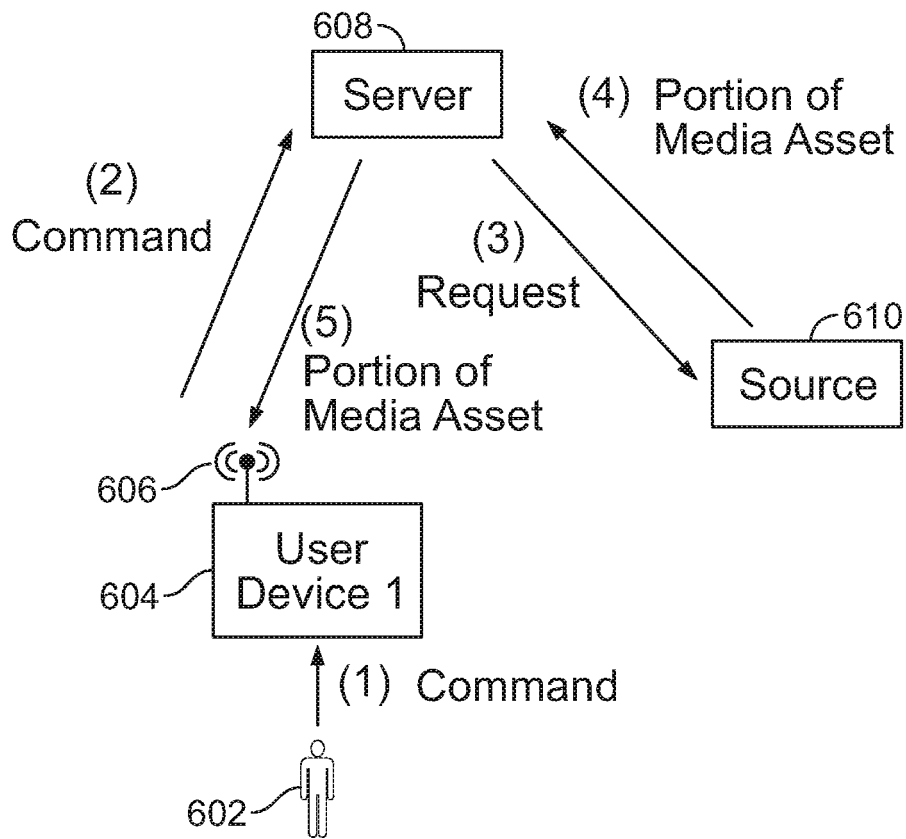 608
Server
(4) Portion of
Media Asset
(2)
Command
(3)
Request
(5)
Portion of
Media Asset
610
Source
606
User
Device 1
604
(1) Command
602